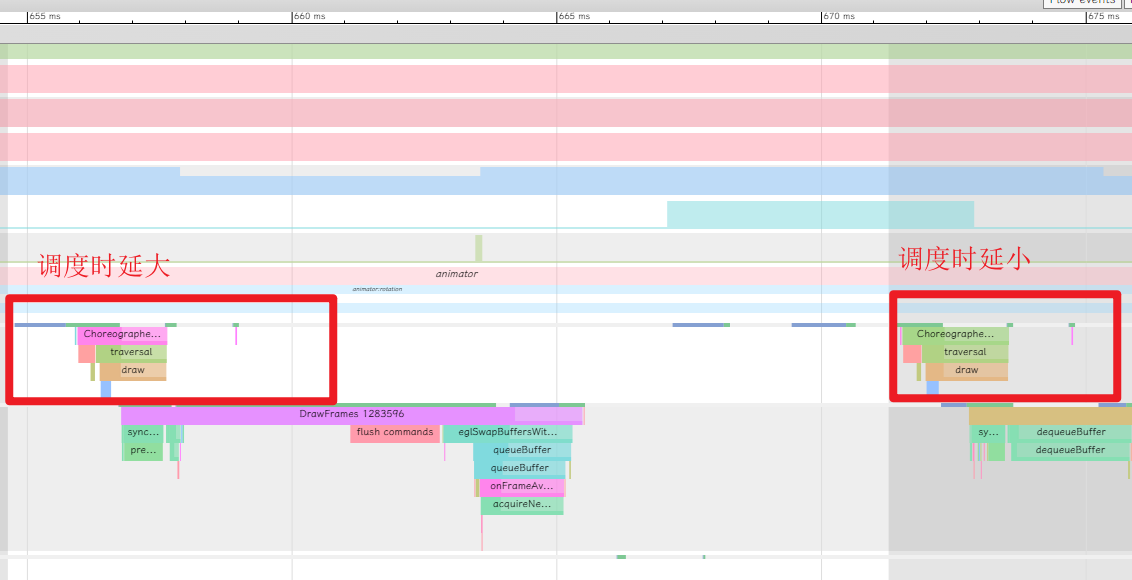 Flow events
655 ms
660 ms
665 ms
670 ms
675 ms
调度时延大
调度时延小
animator
animator:rotation
Choreographe...
traversal
draw
Choreographe...
traversal
draw
DrawFrames 1283596
sync...
flush commands
eglSwapBuffersWit...
sy...
dequeueBuffer
pre...
queueBuffer
dequeueBuffer
queueBuffer
onFrameAv...
acquireNe...